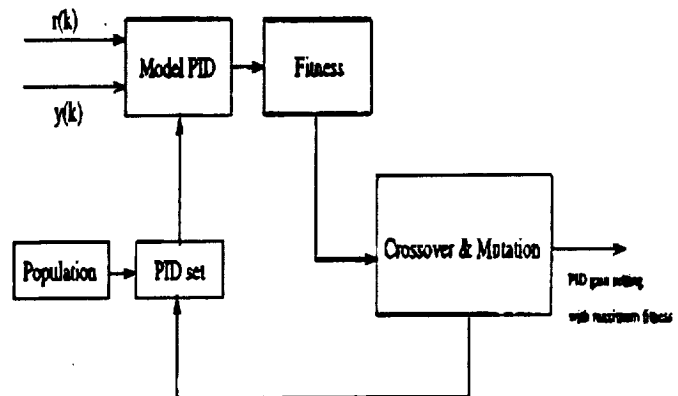 r(k)
Model PID
Fitness
y(k)
Crossover & Mutation
Population
PID set
PID gain setting
with maximum fitness